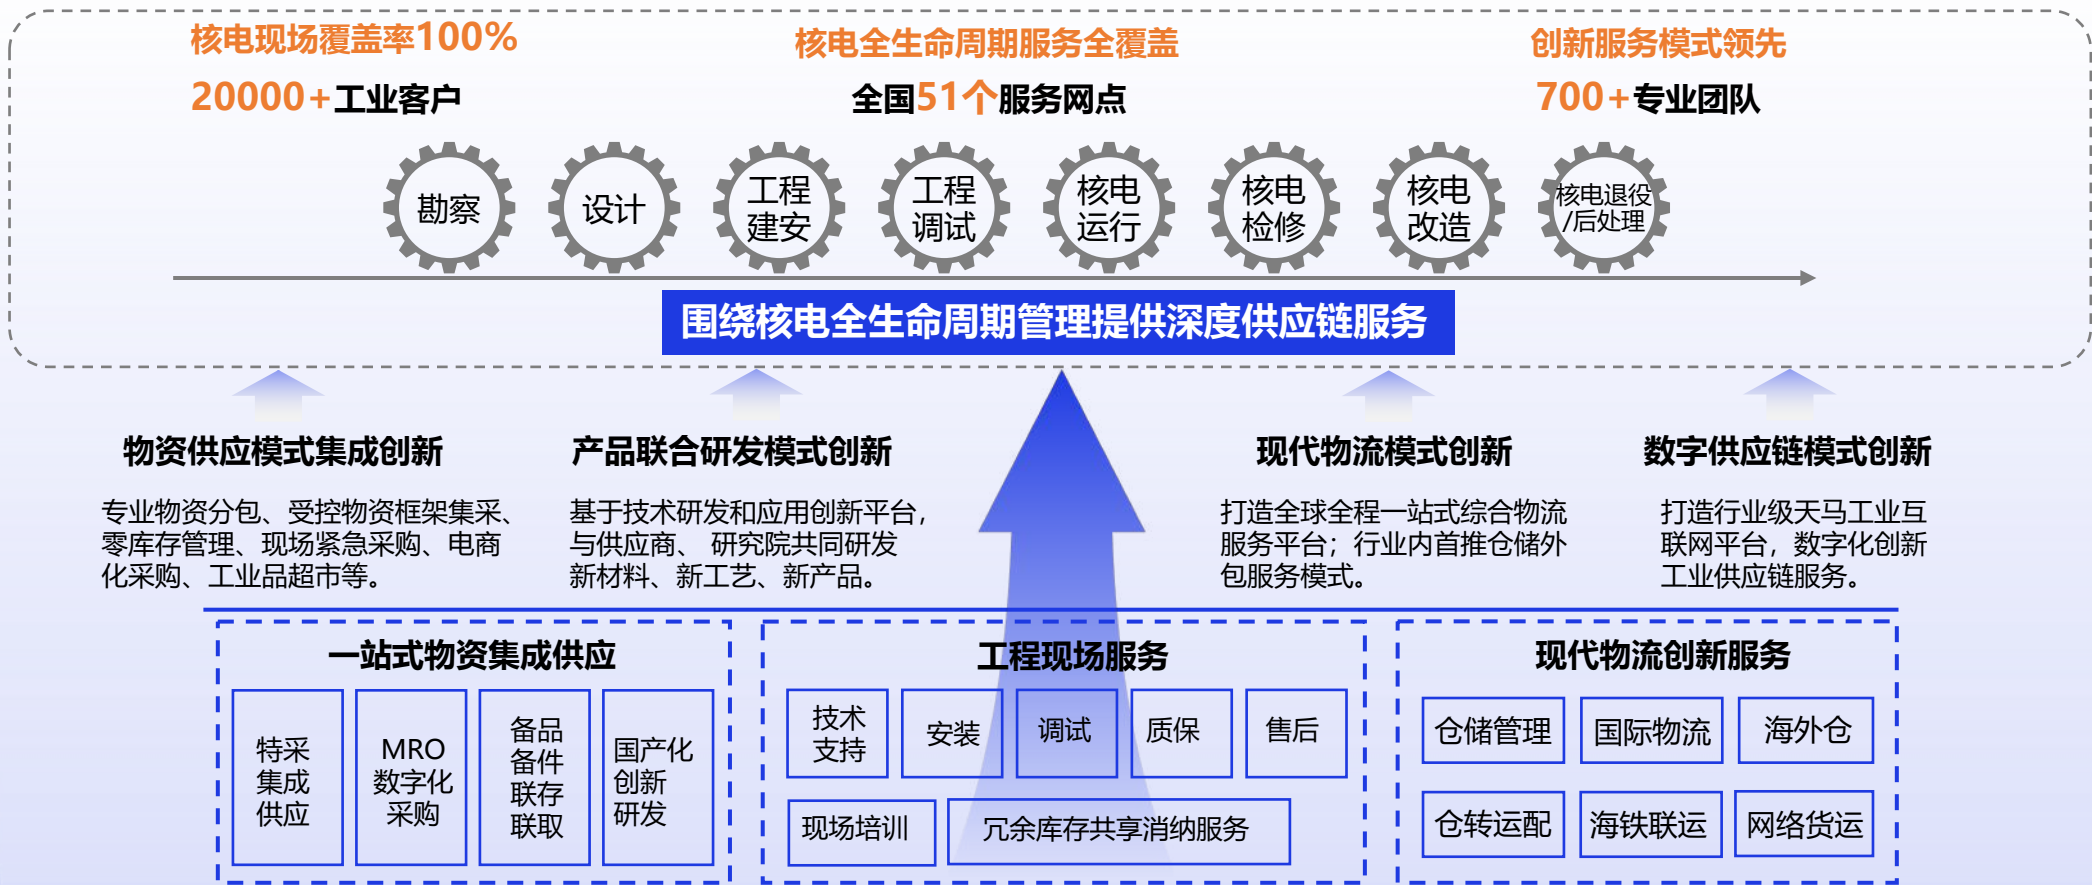 核电现场覆盖率100%
20000+工业客户
核电全生命周期服务全覆盖
全国51个服务网点
创新服务模式领先
700+专业团队
勘察
设计
工程
建安
工程
调试
核电
运行
核电
检修
核电
改造
核电退役
/后处理
围绕核电全生命周期管理提供深度供应链服务
物资供应模式集成创新
专业物资分包、受控物资框架集采、
零库存管理、现场紧急采购、电商
化采购、工业品超市等。
产品联合研发模式创新
基于技术研发和应用创新平台，
与供应商、 研究院共同研发
新材料、新工艺、新产品。
现代物流模式创新
打造全球全程一站式综合物流
服务平台；行业内首推仓储外
包服务模式。
数字供应链模式创新
打造行业级天马工业互
联网平台，数字化创新
工业供应链服务。
一站式物资集成供应
特采
集成
供应
MRO
数字化
采购
备品
备件
联存
联取
国产化
创新
研发
工程现场服务
技术
支持
安装
调试
质保
售后
现场培训
冗余库存共享消纳服务
现代物流创新服务
仓储管理
国际物流
海外仓
仓转运配
海铁联运
网络货运